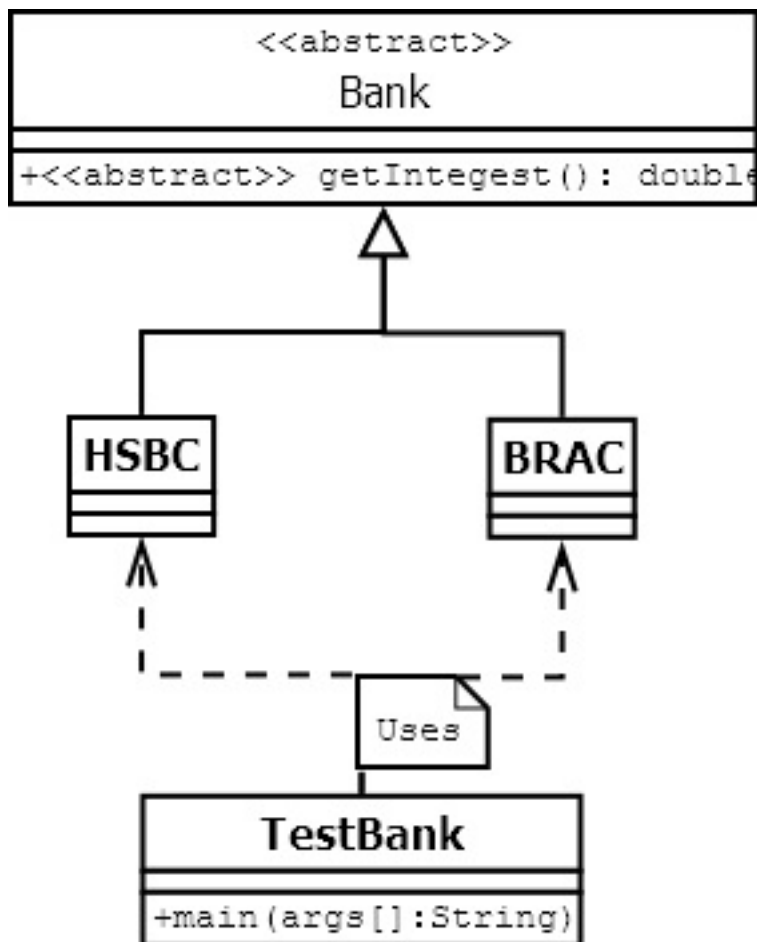 <<abstract>>
Bank
+<<abstract>> getIntegest(): double
HSBC
BRAC
Uses
TestBank
+main(args[]:String)